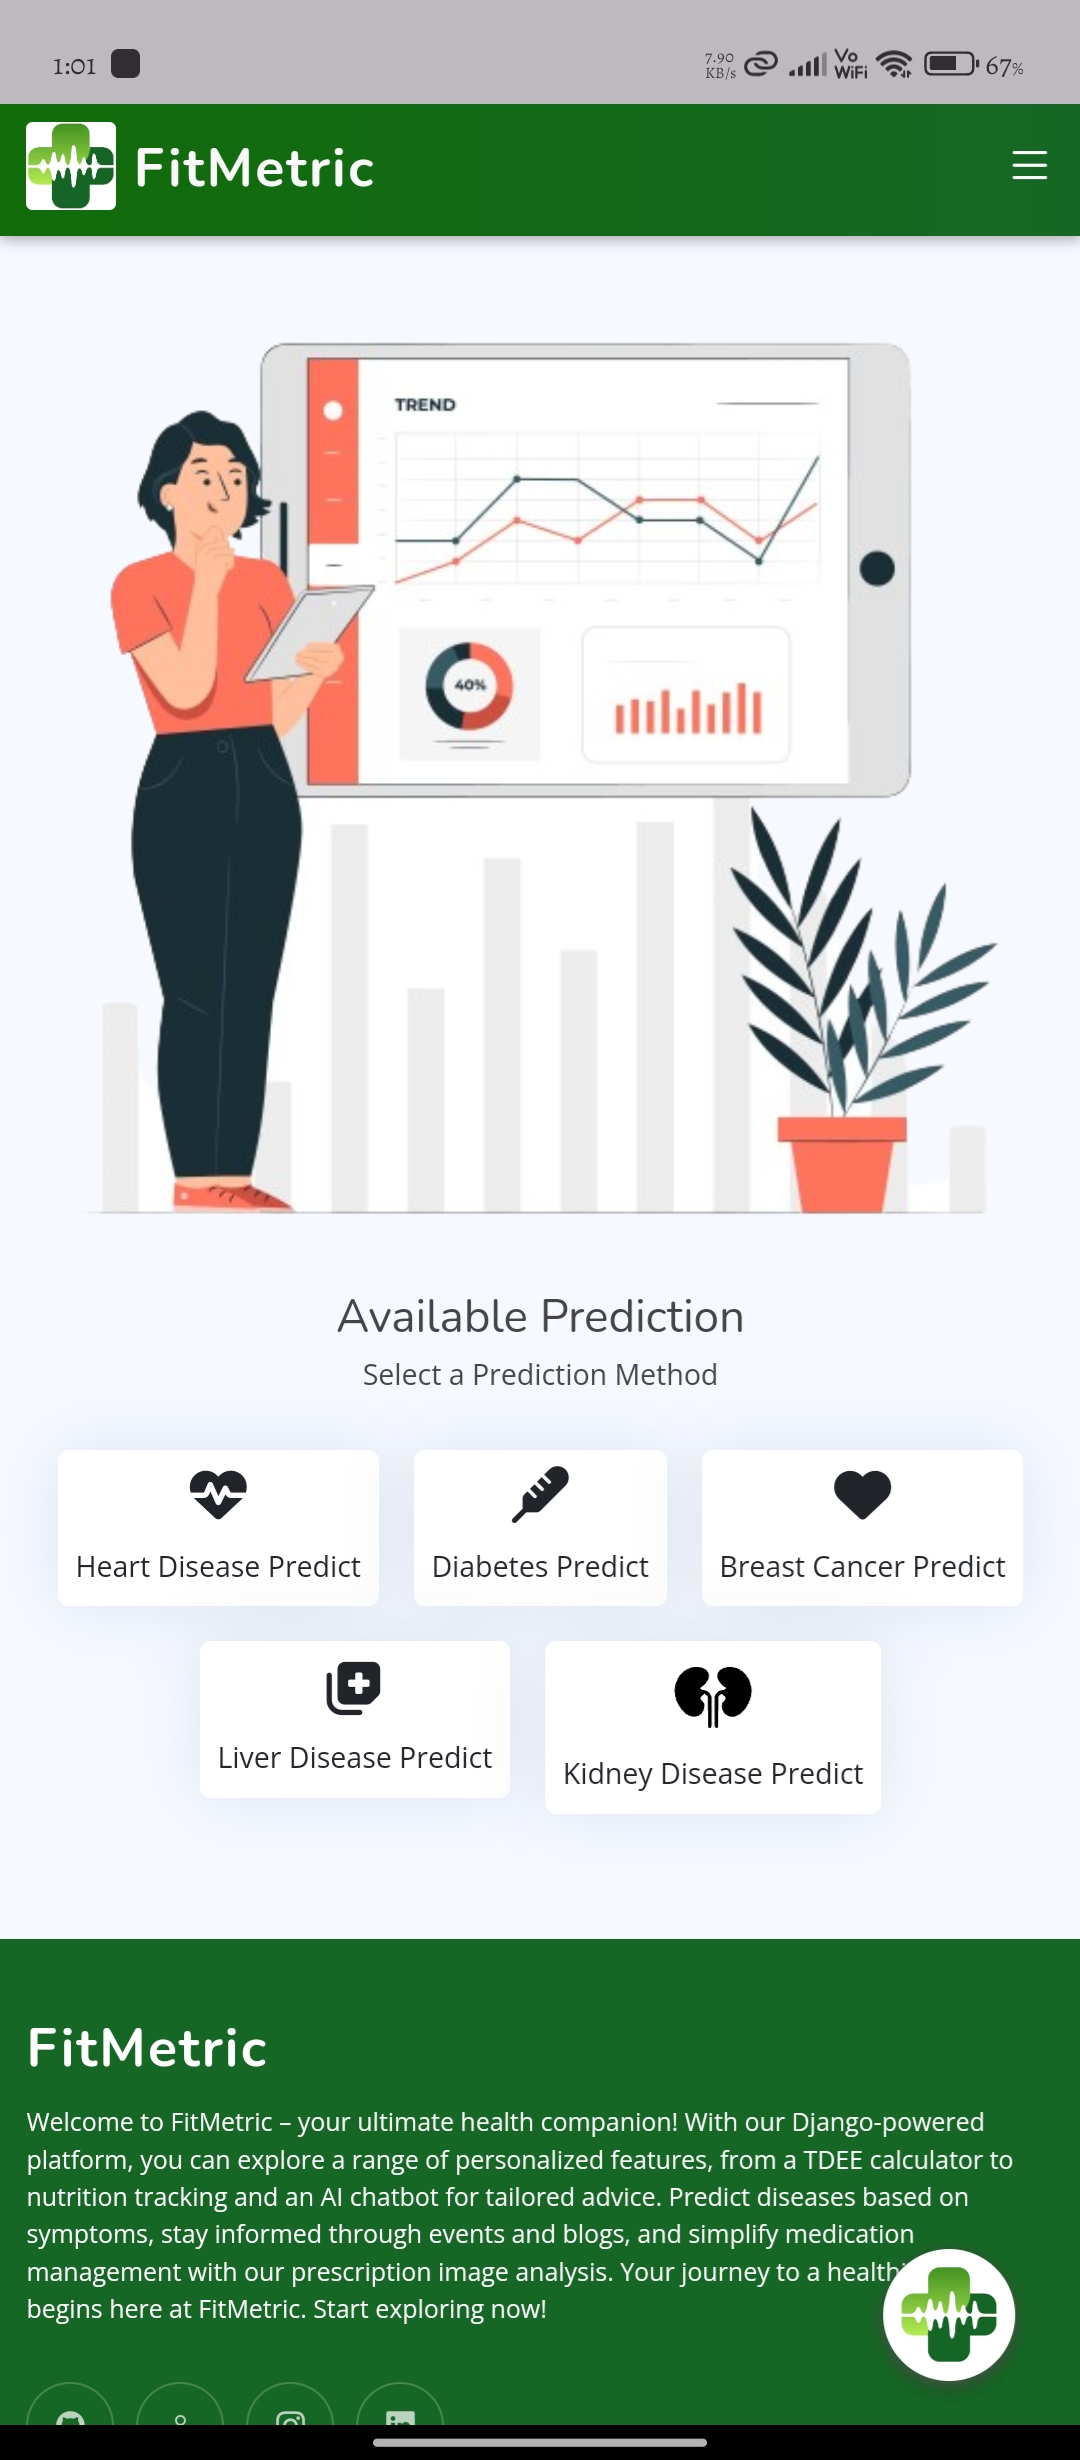 1:01
7.90
KB/s
Vo
WiFi
67%
FitMetric
TREND
40%
Available Prediction
Select a Prediction Method
Heart Disease Predict
Diabetes Predict
Breast Cancer Predict
Liver Disease Predict
Kidney Disease Predict
FitMetric
Welcome to FitMetric – your ultimate health companion! With our Django-powered
platform, you can explore a range of personalized features, from a TDEE calculator to
nutrition tracking and an AI chatbot for tailored advice. Predict diseases based on
symptoms, stay informed through events and blogs, and simplify medication
management with our prescription image analysis. Your journey to a
begins here at FitMetric. Start exploring now!